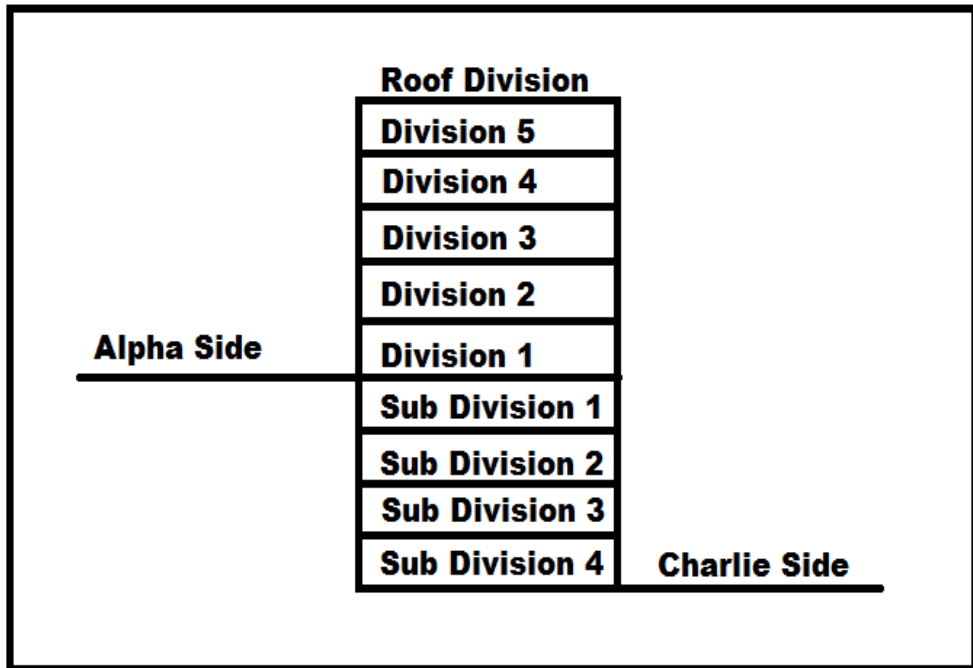 Roof Division
Division 5
Division 4
Division 3
Division 2
Alpha Side
Division 1
Sub Division 1
Sub Division 2
Sub Division 3
Sub Division 4
Charlie Side